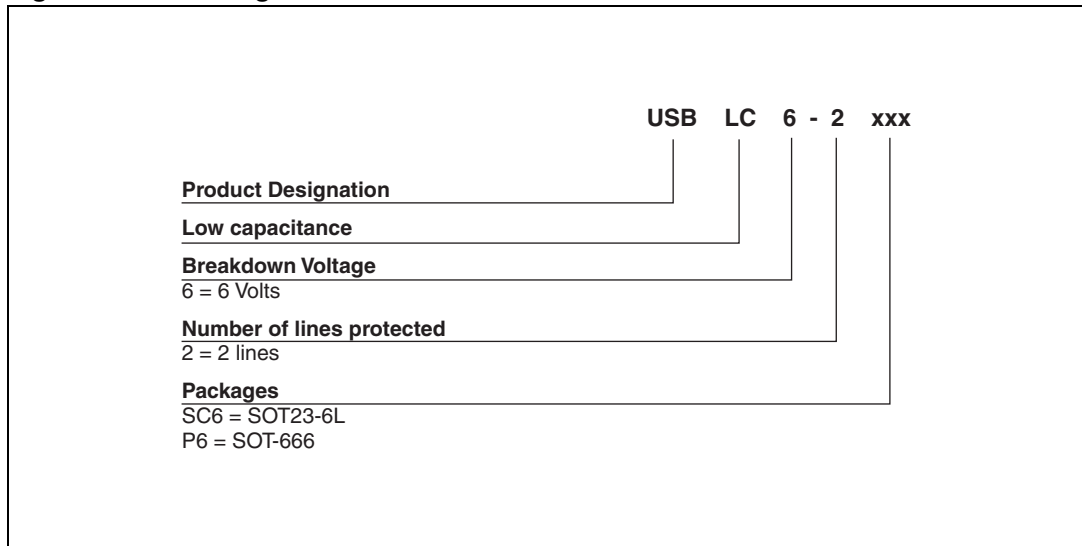 USB LC 6 - 2 xxx
Product Designation
Low capacitance
Breakdown Voltage
6 = 6 Volts
Number of lines protected
2 = 2 lines
Packages
SC6 = SOT23-6L
P6 = SOT-666